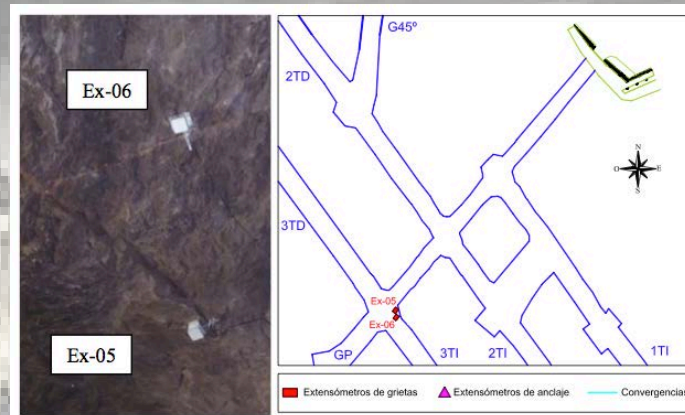 Ex-06
Ex-05
G45º
2TD
3TD
N
O
E
S
Ex-05
Ex-06
GP
3TI
2TI
1TI
Extensómetros de grietas
Extensómetros de anclaje
Convergencias